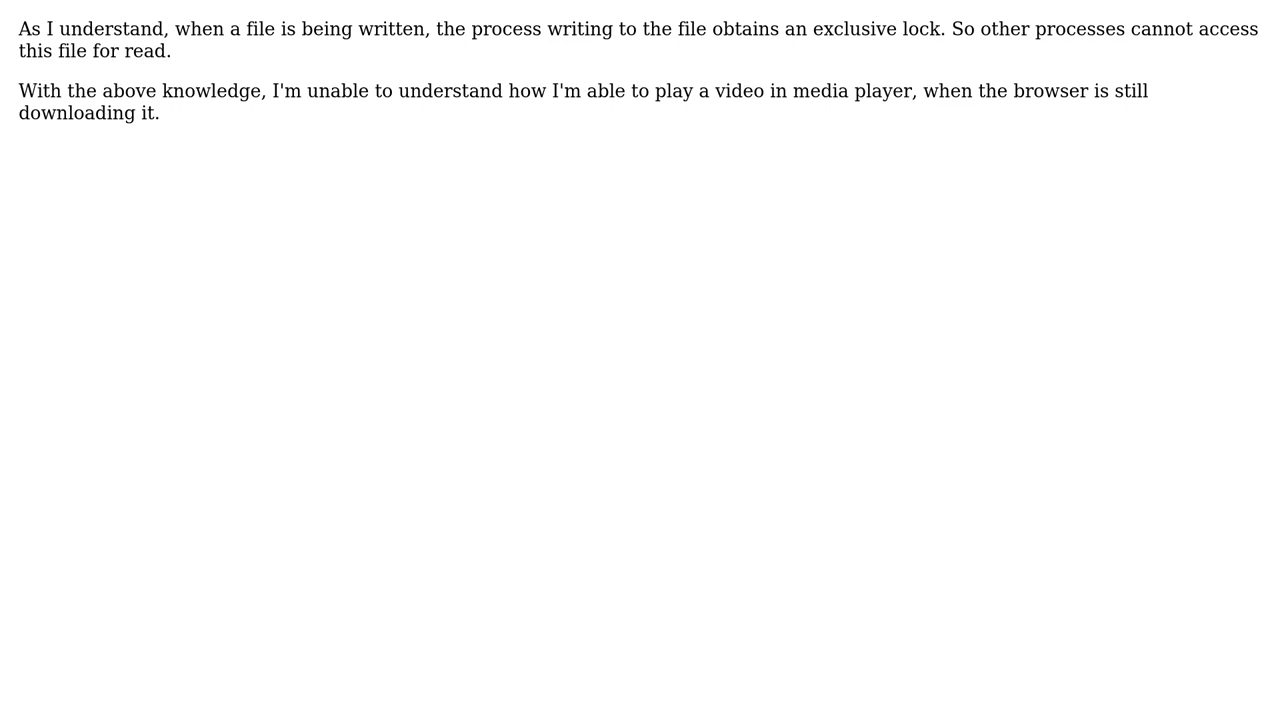 As I understand, when a file is being written, the process writing to the file obtains an exclusive lock. So other processes cannot access
this file for read.
With the above knowledge, I'm unable to understand how I'm able to play a video in media player, when the browser is still
downloading it.